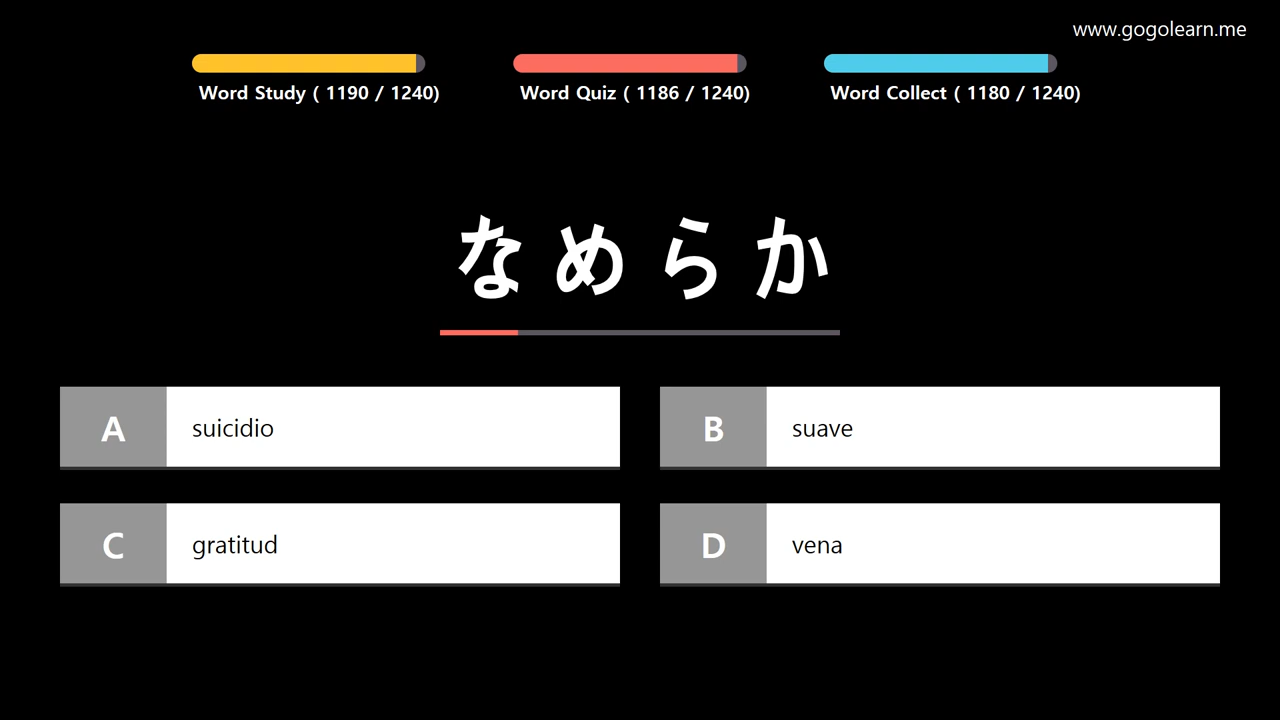 www.gogolearn.me
Word Study ( 1190 / 1240)
Word Quiz ( 1186 / 1240)
Word Collect ( 1180 / 1240)
なめらか
A suicidio
B suave
C gratitud
D vena